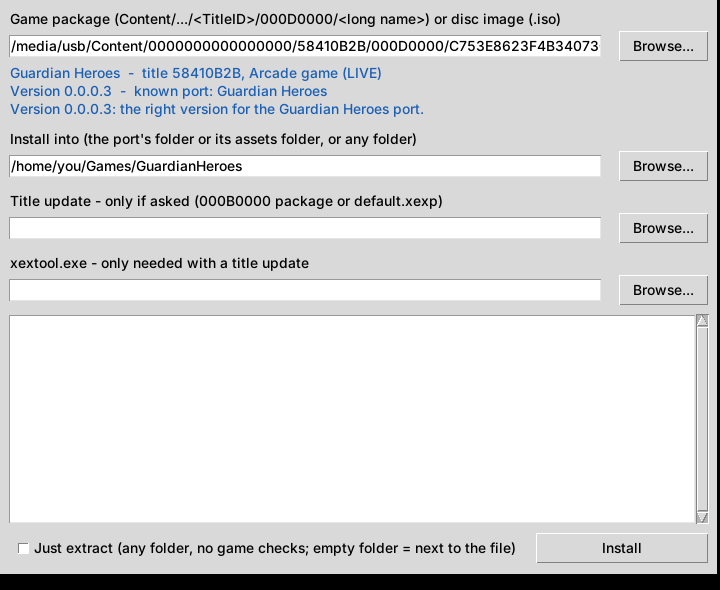 Game package (Content/.../<TitleID>/000D0000/<long name>) or disc image (.iso)
/media/usb/Content/0000000000000000/58410B2B/000D0000/C753E8623F4B34073
Browse...
Guardian Heroes  -  title 58410B2B, Arcade game (LIVE)
Version 0.0.0.3  -  known port: Guardian Heroes
Version 0.0.0.3: the right version for the Guardian Heroes port.
Install into (the port's folder or its assets folder, or any folder)
/home/you/Games/GuardianHeroes
Browse...
Title update - only if asked (000B0000 package or default.xexp)
Browse...
xextool.exe - only needed with a title update
Browse...
Just extract (any folder, no game checks; empty folder = next to the file)
Install